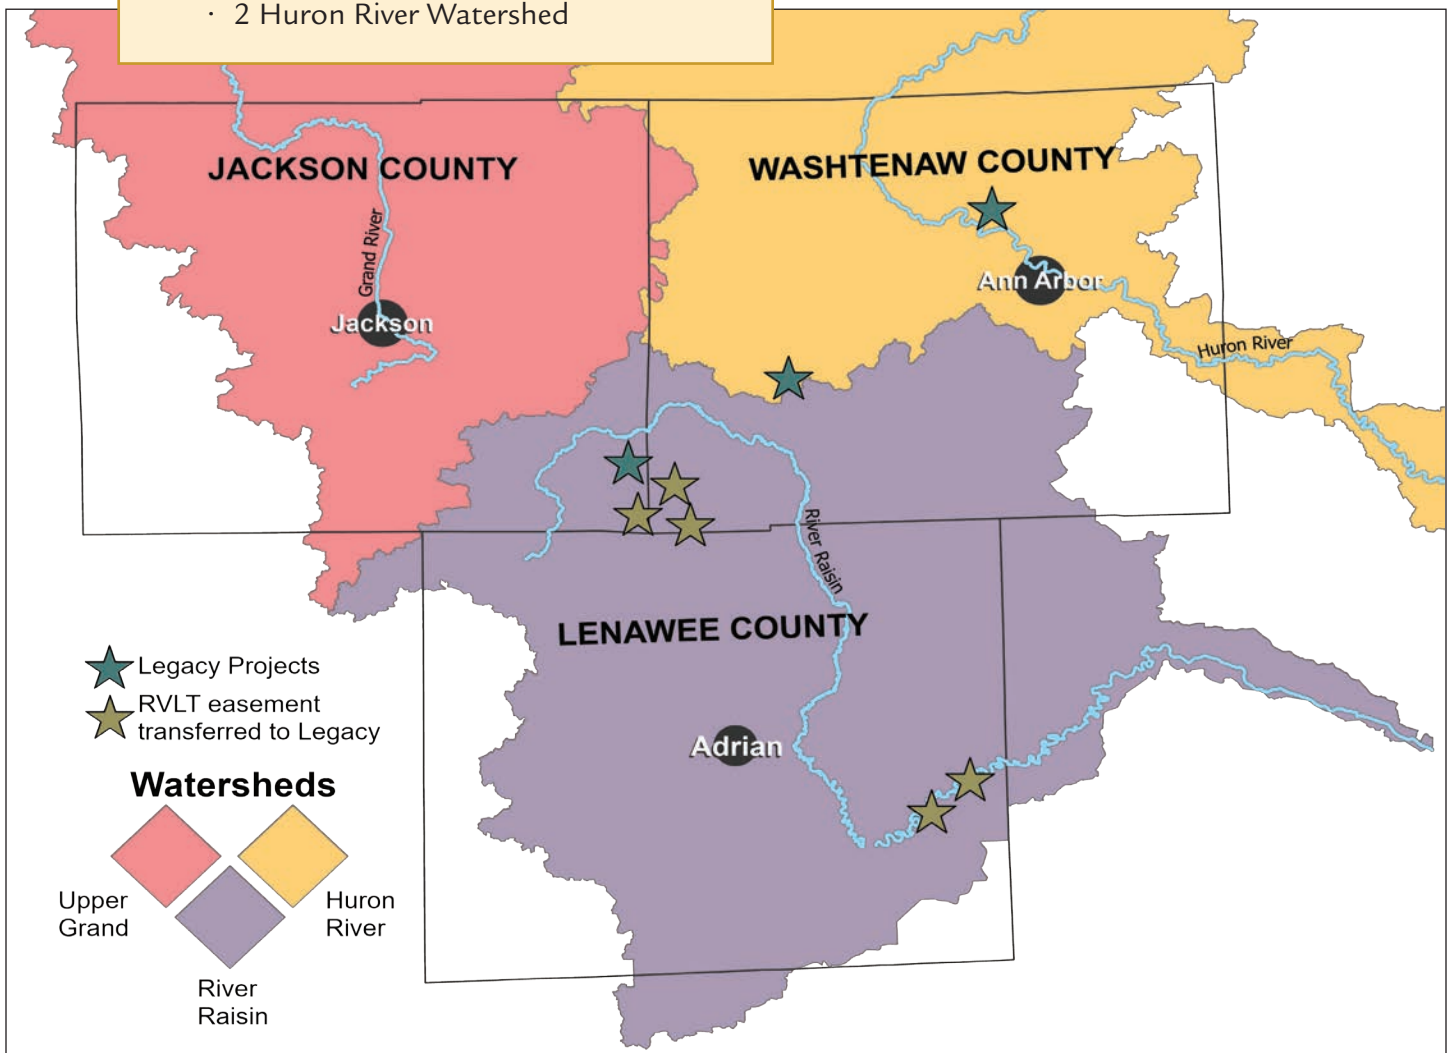 · 2 Huron River Watershed
JACKSON COUNTY
WASHTENAW COUNTY
Grand River
Ann Arbor
Jackson
Huron River
River Raisin
LENAWEE COUNTY
Legacy Projects
RVLT easement
transferred to Legacy
Adrian
Watersheds
Upper
Grand
Huron
River
River
Raisin